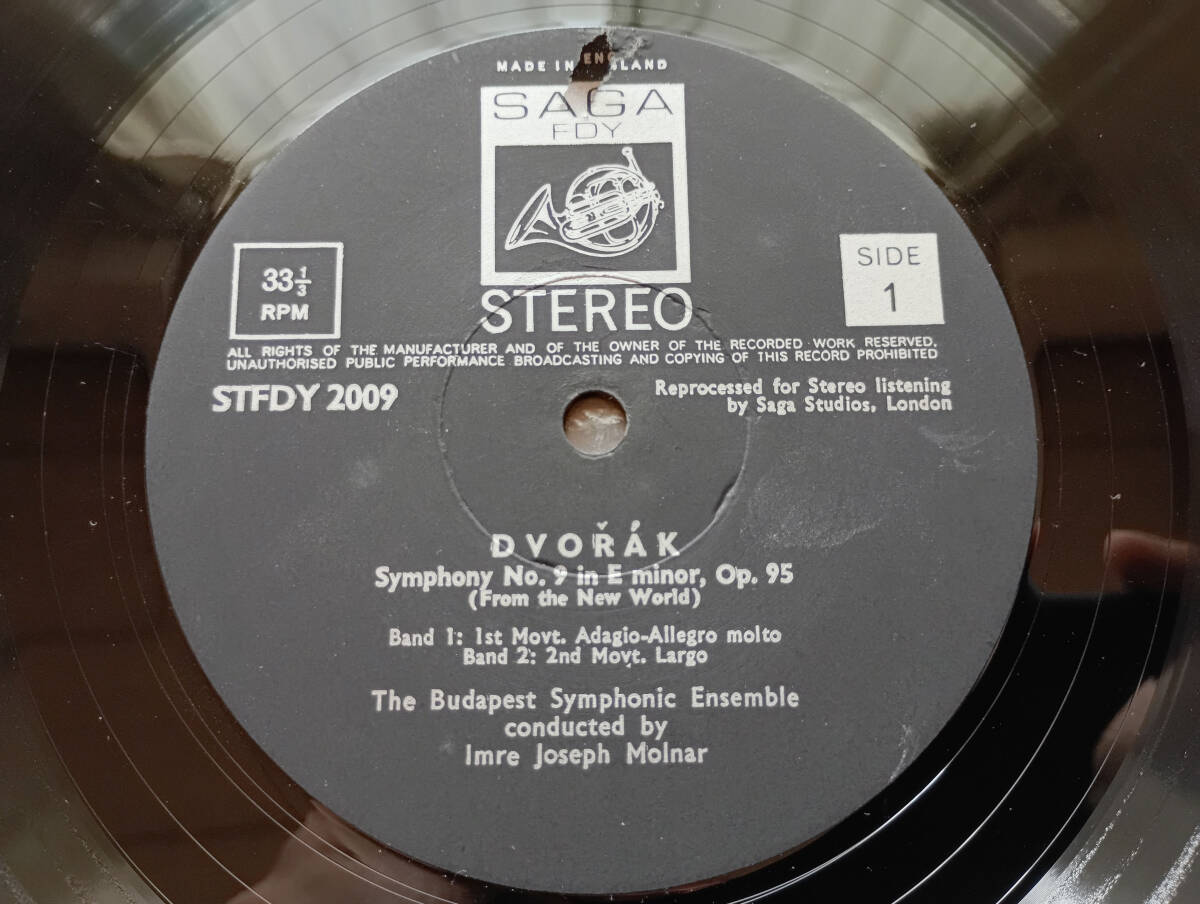 MADE IN ENGLAND
SAGA
FDY
33 1/3
RPM
STEREO
SIDE
1
ALL RIGHTS OF THE MANUFACTURER AND OF THE OWNER OF THE RECORDED WORK RESERVED.
UNAUTHORISED PUBLIC PERFORMANCE BROADCASTING AND COPYING OF THIS RECORD PROHIBITED
STFDY 2009
Reprocessed for Stereo listening
by Saga Studios, London
DVOŘÁK
Symphony No. 9 in E minor, Op. 95
(From the New World)
Band 1: 1st Movt. Adagio-Allegro molto
Band 2: 2nd Movt. Largo
The Budapest Symphonic Ensemble
conducted by
Imre Joseph Molnar